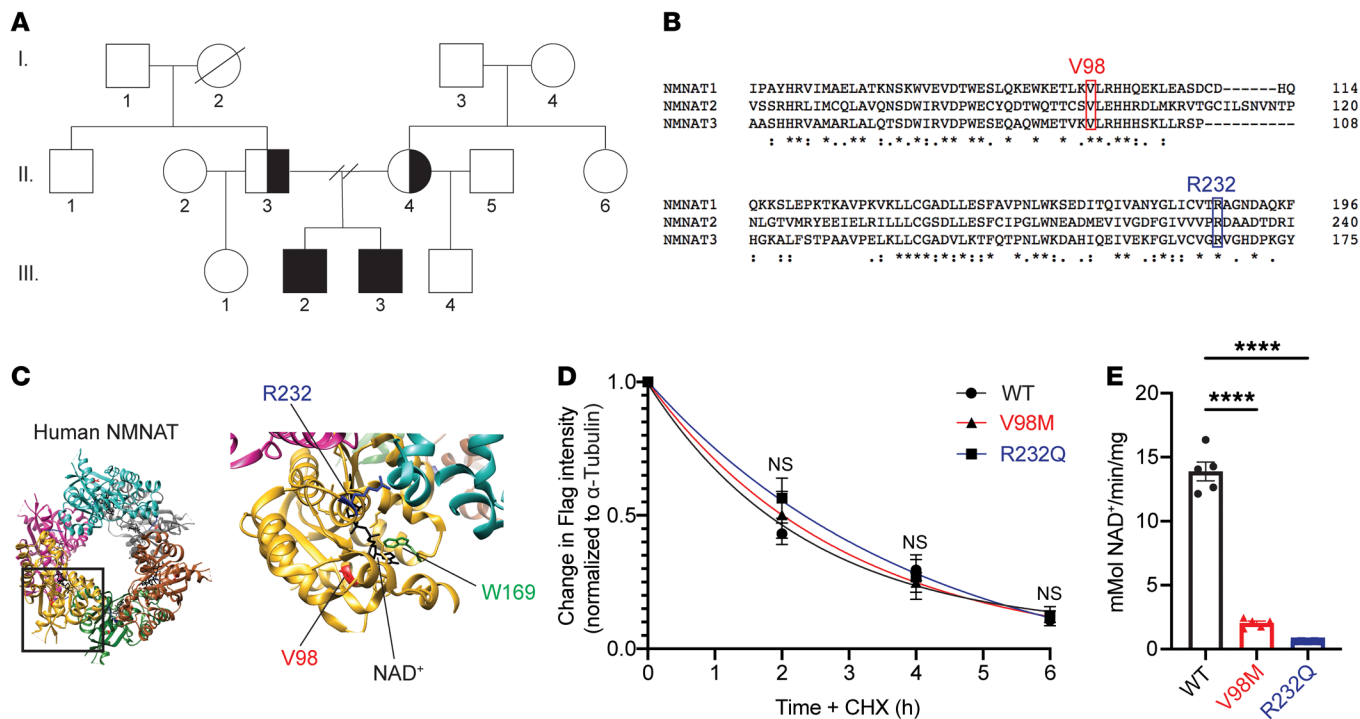 A
I.
1
2
3
4
II.
1
2
3
4
5
6
III.
1
2
3
4
B
V98
NMNAT1 IPAYHRVIMAELATKNSKWVEVDTWESLQKEWKETLKVLRHHQEKLEASDCD------HQ 114
NMNAT2 VSSRHRLIMCQLAVQNSDWIRVDPWECYQDTWQTTCSVLEHHRDLMKRVTGCILSNVNTP 120
NMNAT3 AASHHRVAMARLALQTSDWIRVDPWESEQAQWMETVKVLRHHHSKLLRSP---------- 108
R232
NMNAT1 QKKSLEPKTKAVPKVKLLCGADLLESFAVPNLWKSEDITQIVANYGLICVTRAGNDAQKF 196
NMNAT2 NLGTVMRYEEIELRILLLCGSDLLESFCIPGLWNEADMEVIVGDFGIVVVPRDAADTDRI 240
NMNAT3 HGKALFSTPAAVPELKLLCGADVLKTFQTPNLWKDAHIQEIVEKFGLVCVGRVGHDPKGY 175
C
Human NMNAT
R232
W169
V98
NAD+
D
Change in Flag intensity
(normalized to α-Tubulin)
1.0
0.5
0.0
0 1 2 3 4 5 6
Time + CHX (h)
NS
NS
NS
WT
V98M
R232Q
E
****
****
mMol NAD+/min/mg
20
15
10
5
0
WT
V98M
R232Q